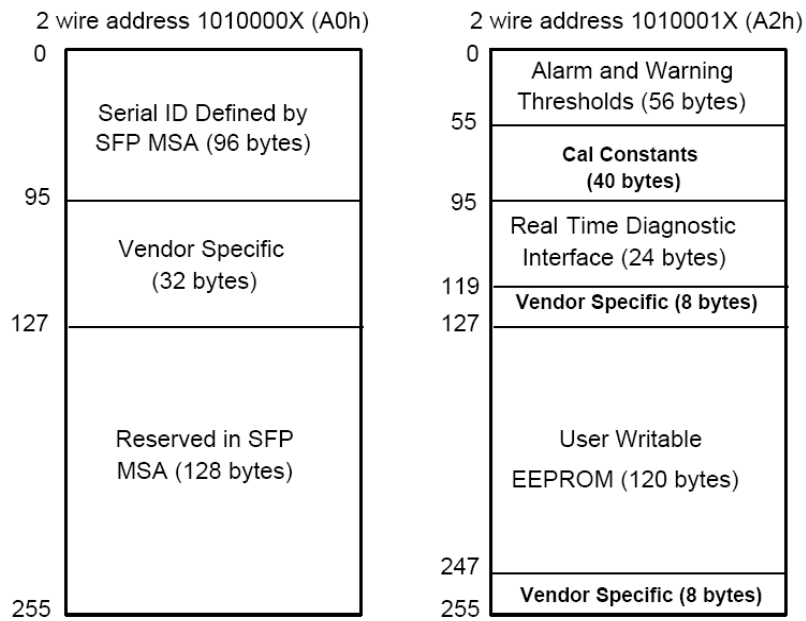 2 wire address 1010000X (A0h)
0
Serial ID Defined by
SFP MSA (96 bytes)
95
Vendor Specific
(32 bytes)
127
Reserved in SFP
MSA (128 bytes)
255
2 wire address 1010001X (A2h)
0
Alarm and Warning
Thresholds (56 bytes)
55
Cal Constants
(40 bytes)
95
Real Time Diagnostic
Interface (24 bytes)
119
Vendor Specific (8 bytes)
127
User Writable
EEPROM (120 bytes)
247
Vendor Specific (8 bytes)
255